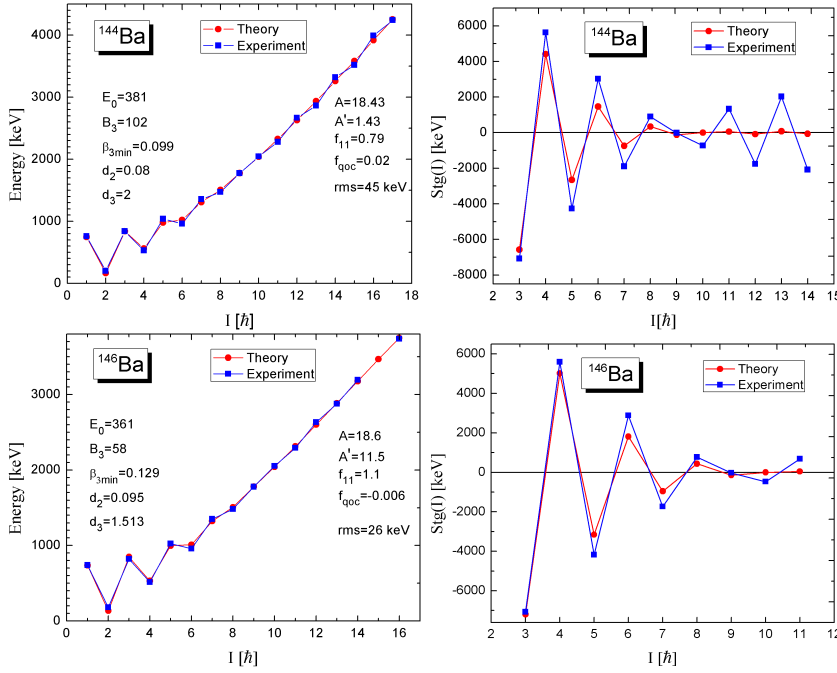 4000
3000
2000
1000
0
Energy [keV]
¹⁴⁴Ba
Theory
Experiment
E₀=381
B₃=102
β₃min=0.099
d₂=0.08
d₃=2
A=18.43
A'=1.43
f₁₁=0.79
fqoc=0.02
rms=45 keV
0 2 4 6 8 10 12 14 16 18
I [ħ]
6000
4000
2000
0
-2000
-4000
-6000
-8000
Stg(I) [keV]
¹⁴⁴Ba
Theory
Experiment
2 3 4 5 6 7 8 9 10 11 12 13 14 15
I[ħ]
3000
2000
1000
0
Energy [keV]
¹⁴⁶Ba
Theory
Experiment
E₀=361
B₃=58
β₃min=0.129
d₂=0.095
d₃=1.513
A=18.6
A'=11.5
f₁₁=1.1
fqoc=-0.006
rms=26 keV
0 2 4 6 8 10 12 14 16
I [ħ]
6000
4000
2000
0
-2000
-4000
-6000
Stg(I) [keV]
¹⁴⁶Ba
Theory
Experiment
2 3 4 5 6 7 8 9 10 11 12
I [ħ]